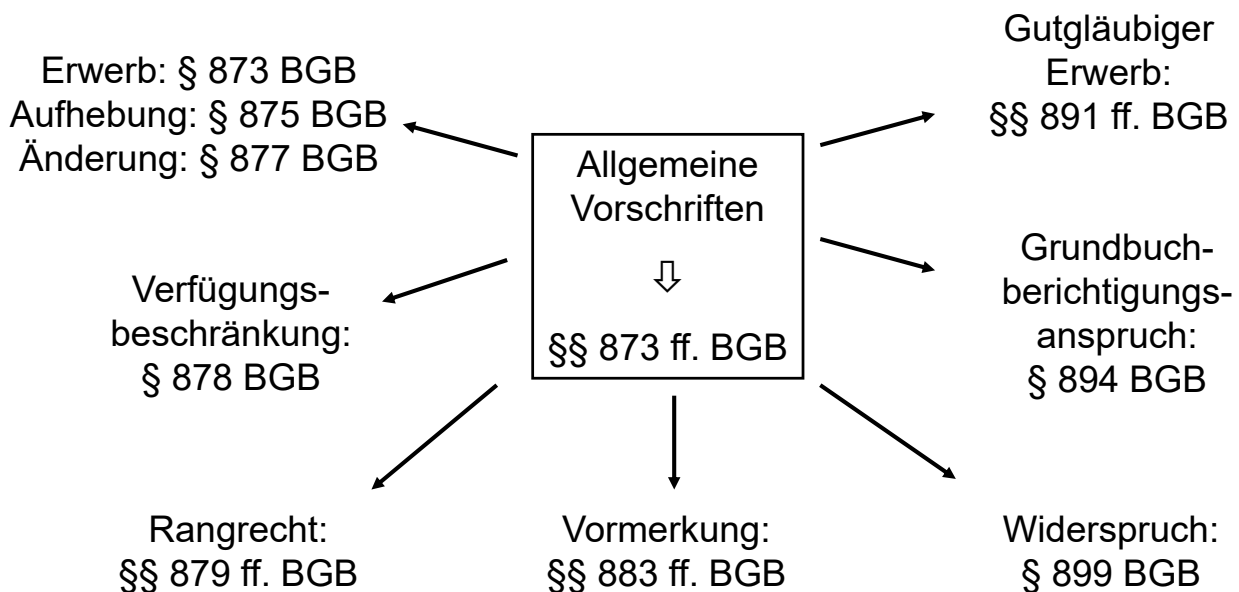 Erwerb: § 873 BGB
Aufhebung: § 875 BGB
Änderung: § 877 BGB
Gutgläubiger
Erwerb:
§§ 891 ff. BGB
Allgemeine
Vorschriften
⇩
§§ 873 ff. BGB
Verfügungs-
beschränkung:
§ 878 BGB
Grundbuch-
berichtigungs-
anspruch:
§ 894 BGB
Rangrecht:
§§ 879 ff. BGB
Vormerkung:
§§ 883 ff. BGB
Widerspruch:
§ 899 BGB